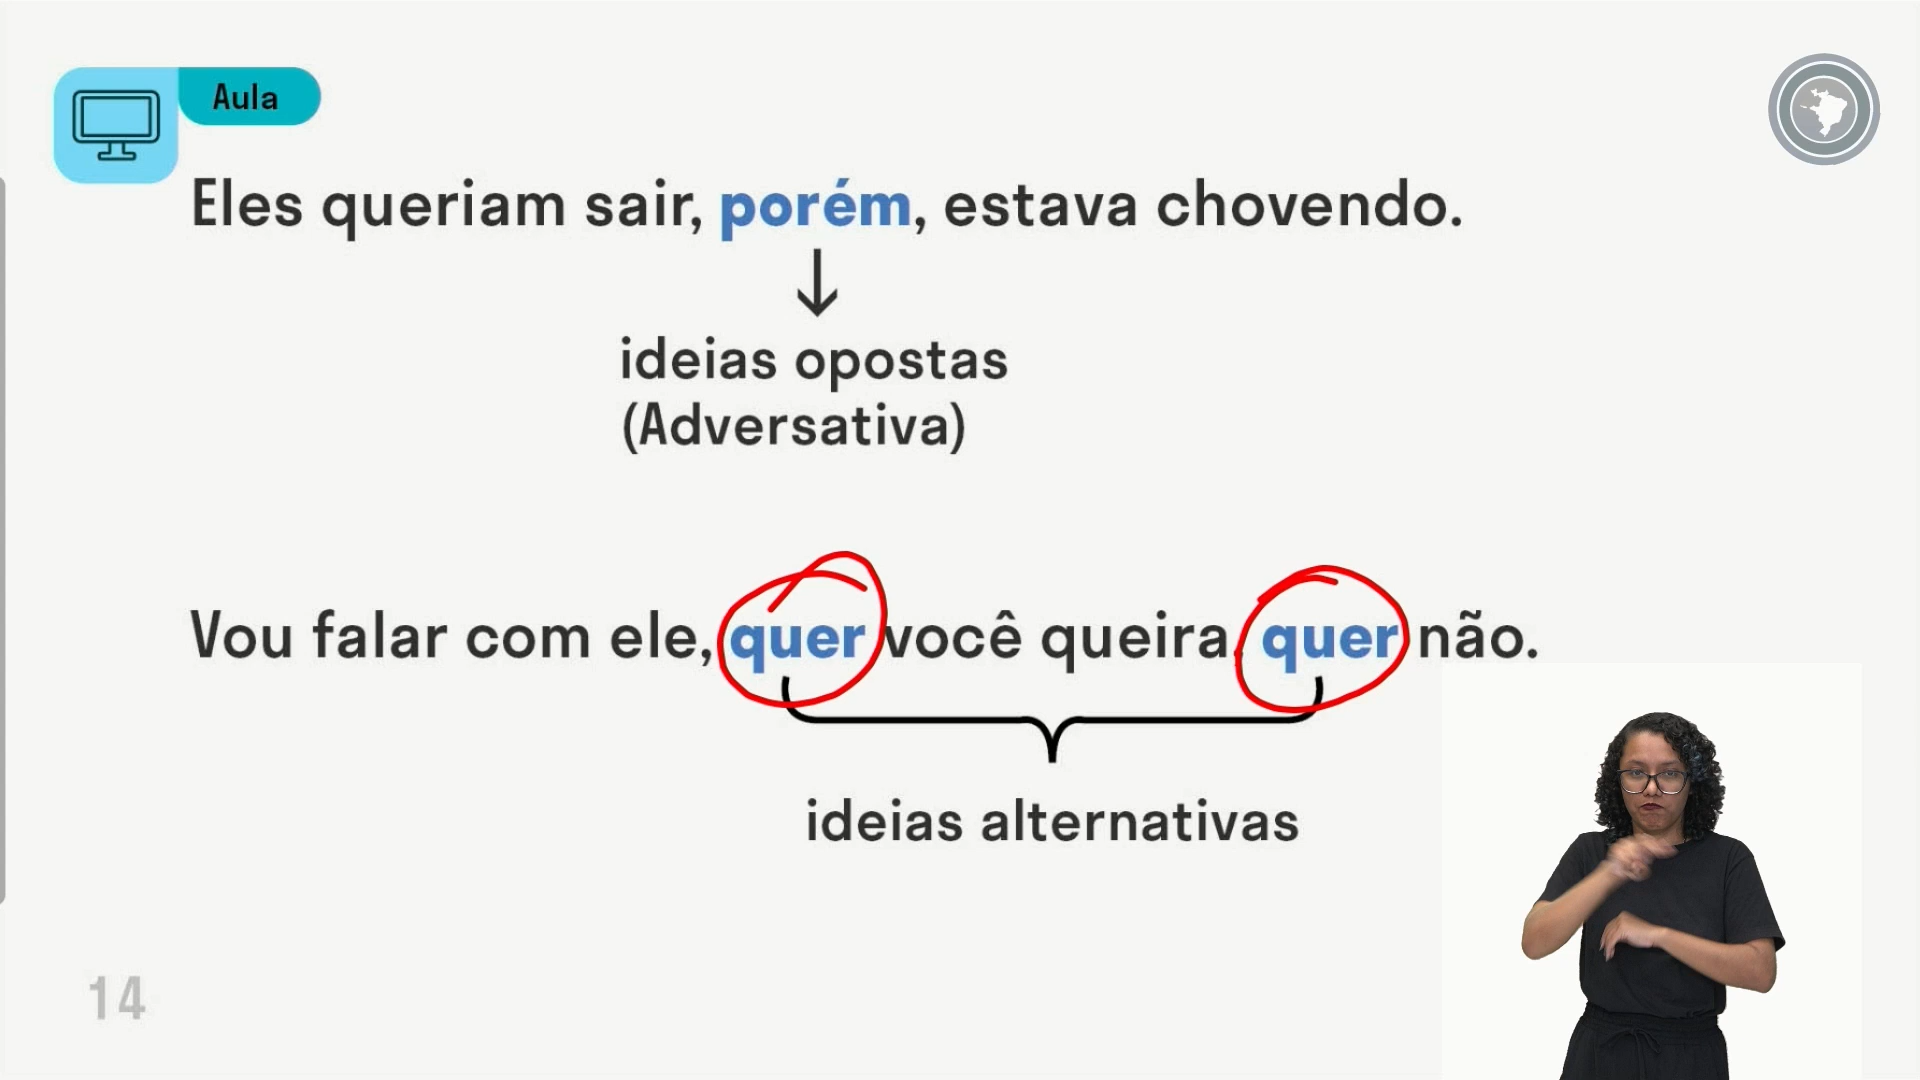 Aula
Eles queriam sair, porém, estava chovendo.
ideias opostas
(Adversativa)
Vou falar com ele, quer você queira, quer não.
ideias alternativas
14